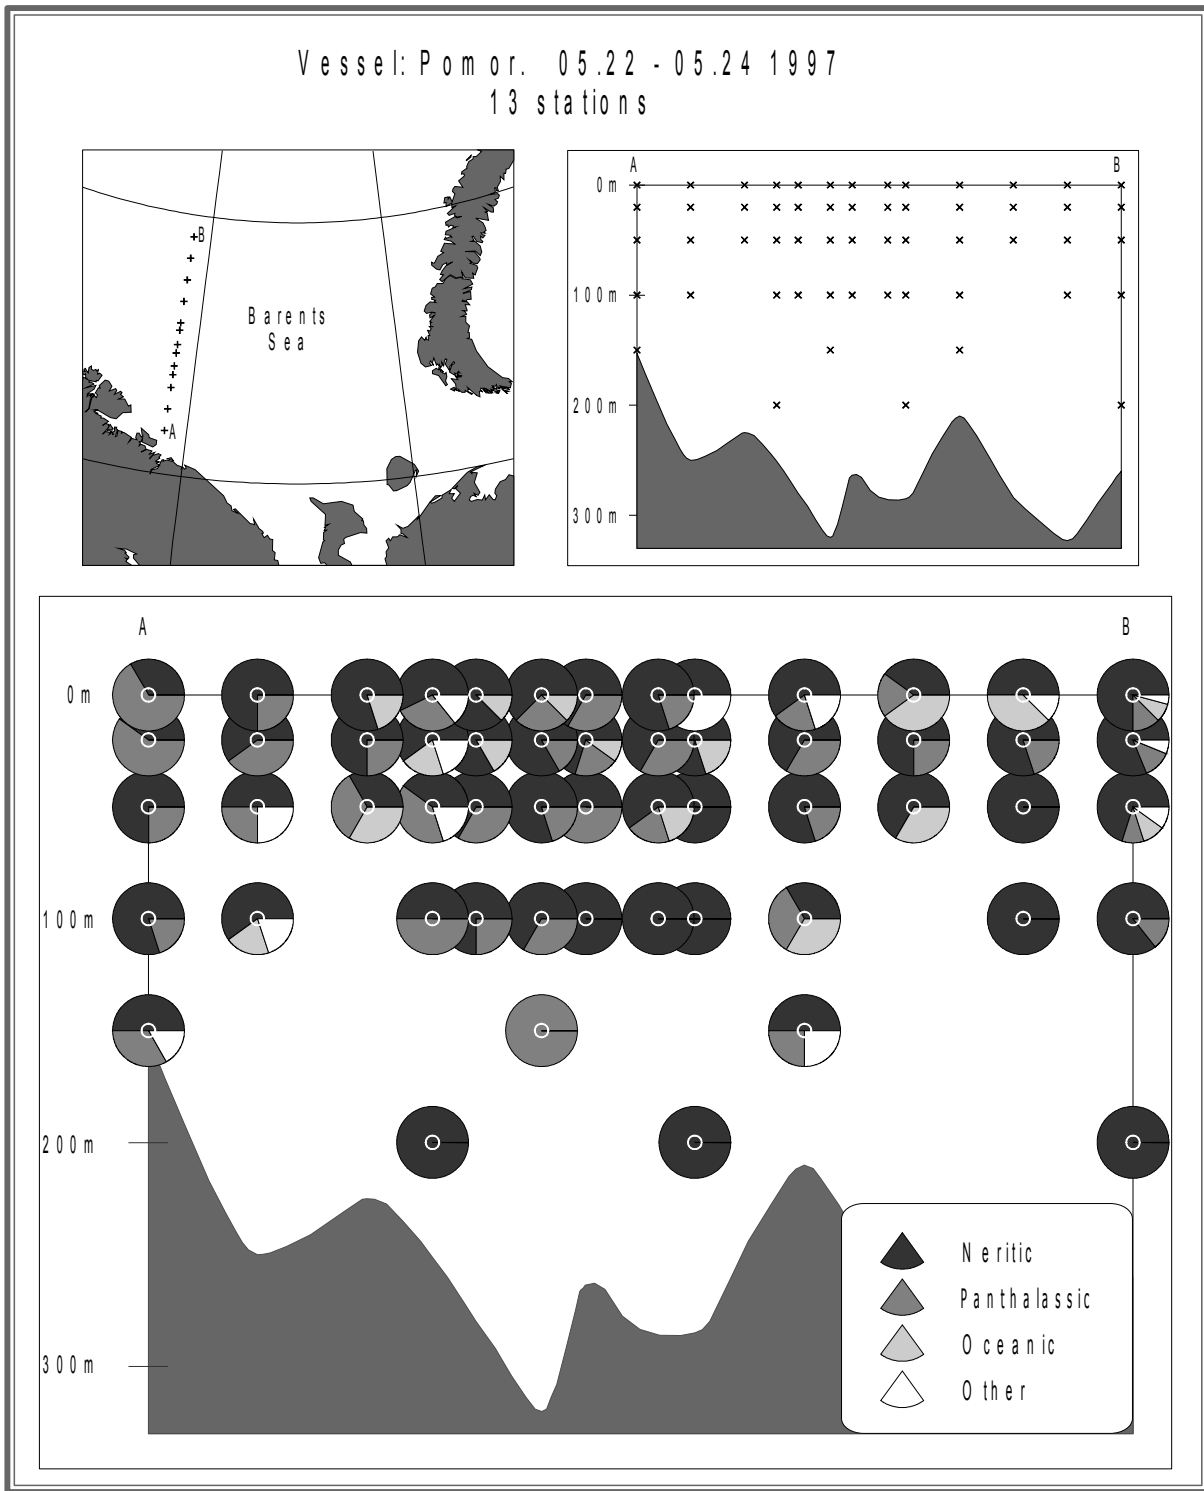 Vessel: Pomor. 05.22 - 05.24 1997
13 stations
B
A
Barents
Sea
A B
0m
100m
200m
300m
A B
0m
100m
200m
300m
Neritic
Panthalassic
Oceanic
Other